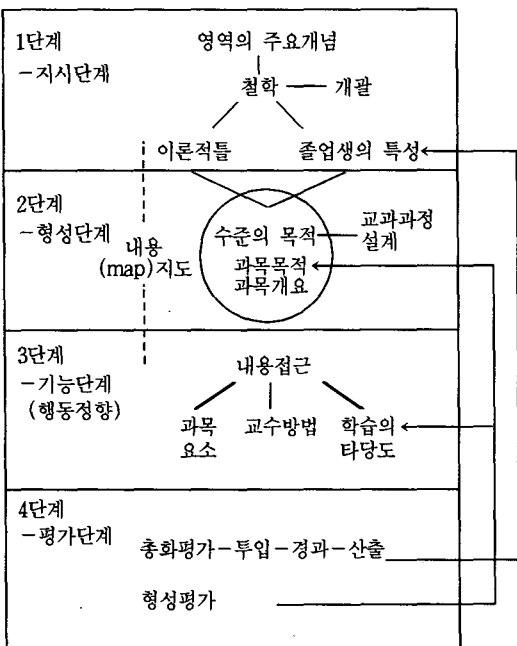 1단계
영역의 주요개념
-지시단계
철학 — 개괄
이론적틀
졸업생의 특성
2단계
-형성단계
내용
(map)지도
수준의 목적
교과과정
설계
과목목적
과목개요
3단계
-기능단계
(행동정향)
내용접근
과목
요소
교수방법
학습의
타당도
4단계
-평가단계
총화평가-투입-경과-산출
형성평가